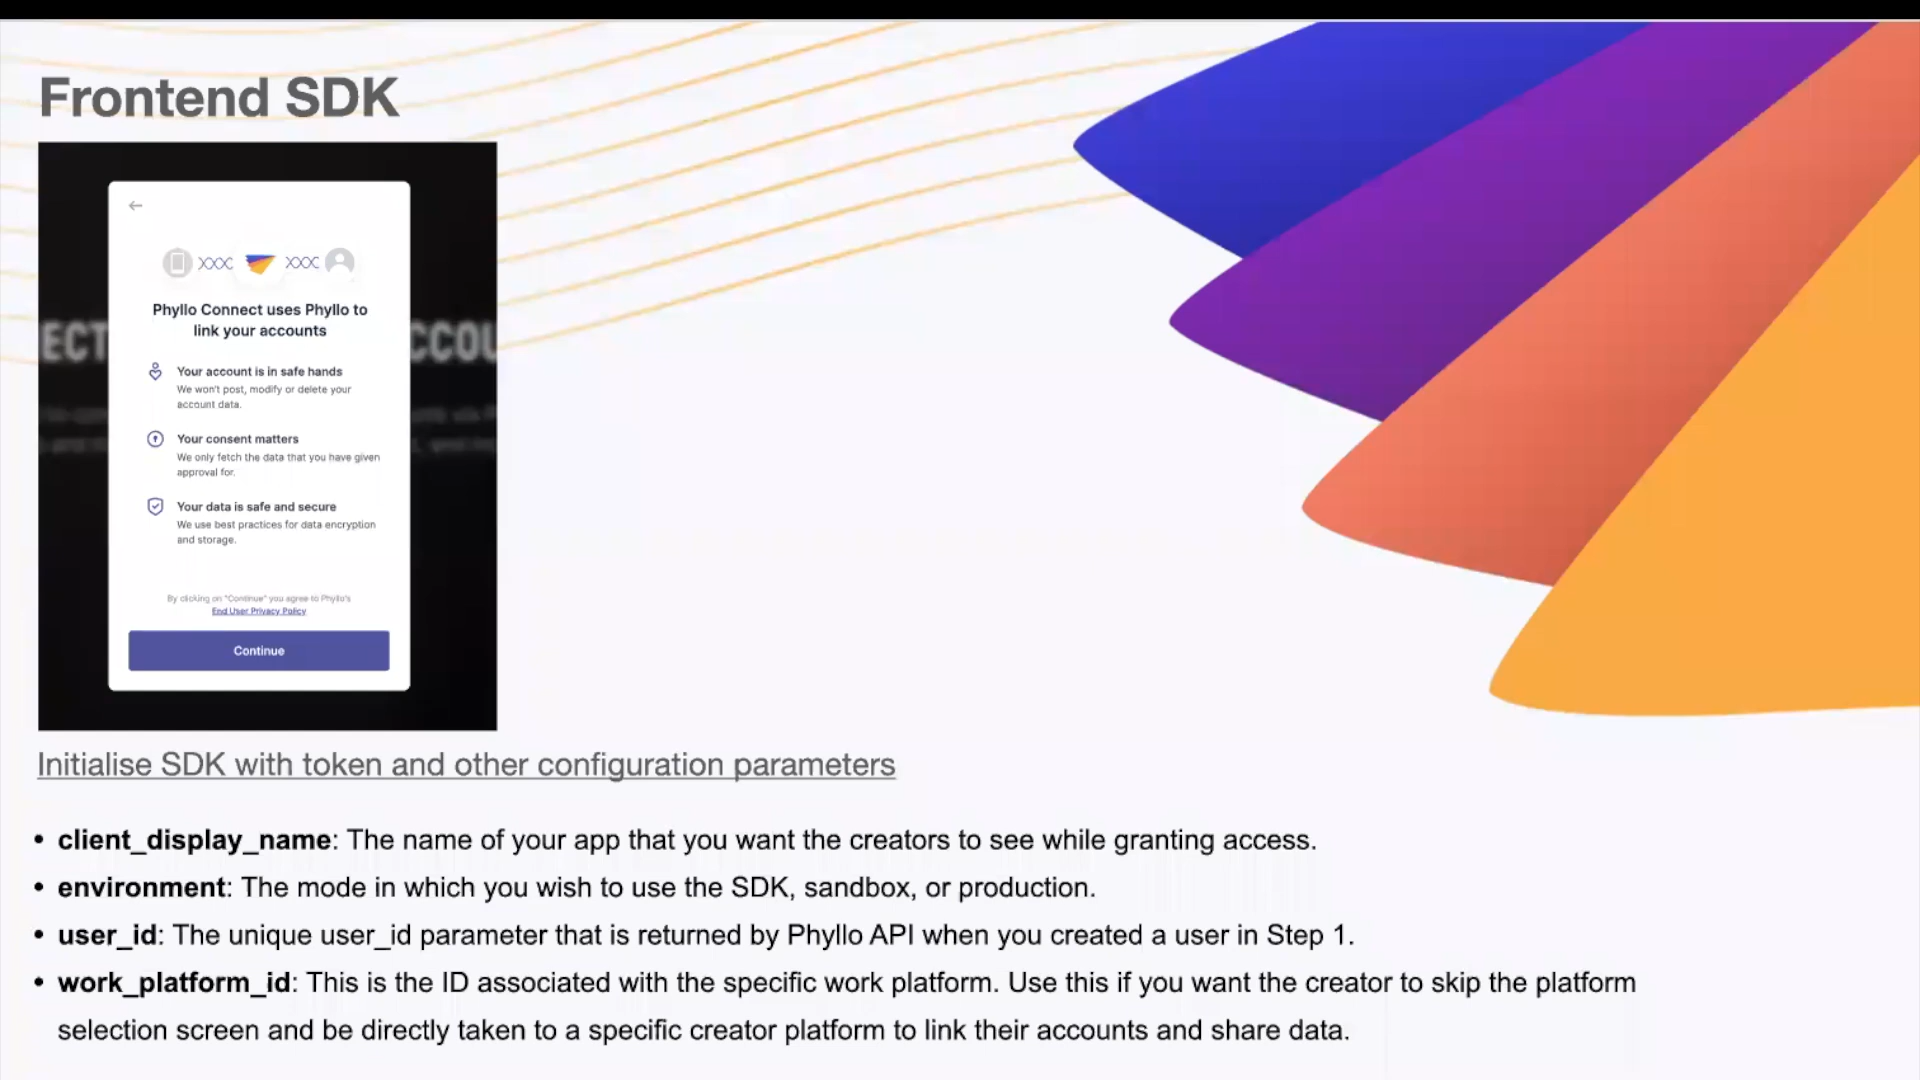 Frontend SDK
ECT
CCOU
Phyllo Connect uses Phyllo to
link your accounts
Your account is in safe hands
We won't post, modify or delete your
account data.
Your consent matters
We only fetch the data that you have given
approval for.
Your data is safe and secure
We use best practices for data encryption
and storage.
By clicking on "Continue" you agree to Phyllo's
End User Privacy Policy
Continue
Initialise SDK with token and other configuration parameters
• client_display_name: The name of your app that you want the creators to see while granting access.
• environment: The mode in which you wish to use the SDK, sandbox, or production.
• user_id: The unique user_id parameter that is returned by Phyllo API when you created a user in Step 1.
• work_platform_id: This is the ID associated with the specific work platform. Use this if you want the creator to skip the platform
selection screen and be directly taken to a specific creator platform to link their accounts and share data.